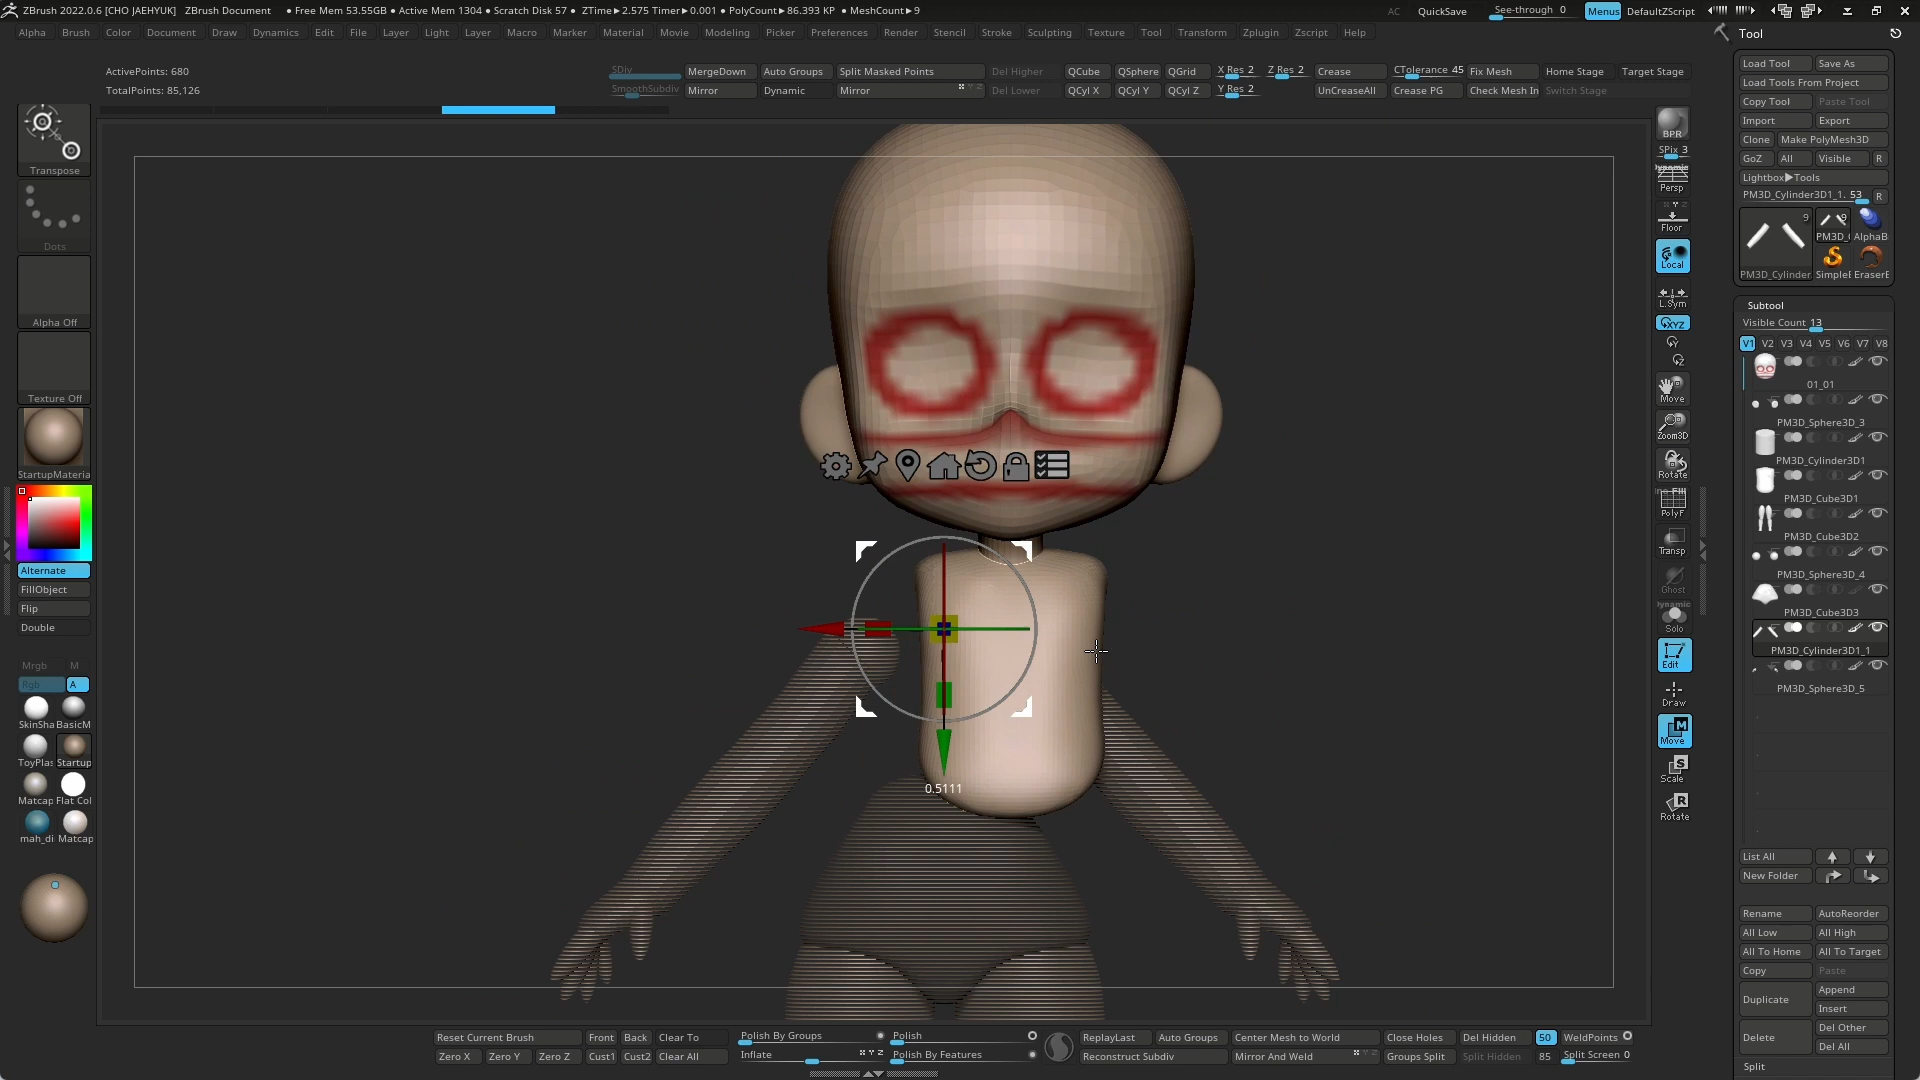 ZBrush 2022.0.6 [CHO JAEHYUK] ZBrush Document ● Free Mem 53.55GB ● Active Mem 1304 ● Scratch Disk 57 ● ZTime►2.575 Timer►0.001 ● PolyCount►86.393 KP ● MeshCount►9 AC QuickSave See-through 0 Menus DefaultZScript
Alpha Brush Color Document Draw Dynamics Edit File Layer Light Layer Macro Marker Material Movie Modeling Picker Preferences Render Stencil Stroke Sculpting Texture Tool Transform Zplugin Zscript Help
Tool
ActivePoints: 680
TotalPoints: 85,126
SDiv MergeDown Auto Groups Split Masked Points Del Higher QCube QSphere QGrid X Res 2 Z Res 2 Crease CTolerance 45 Fix Mesh Home Stage Target Stage
SmoothSubdiv Mirror Dynamic Mirror Del Lower QCyl X QCyl Y QCyl Z Y Res 2 UnCreaseAll Crease PG Check Mesh In Switch Stage
Load Tool Save As
Load Tools From Project
Copy Tool Paste Tool
Import Export
Clone Make PolyMesh3D
GoZ All Visible R
Lightbox►Tools
PM3D_Cylinder3D1_1. 53 R
9 9
PM3D_( AlphaB
PM3D_Cylinder SimpleE EraserE
Subtool
Visible Count 13
V1 V2 V3 V4 V5 V6 V7 V8
01_01
PM3D_Sphere3D_3
PM3D_Cylinder3D1
PM3D_Cube3D1
PM3D_Cube3D2
PM3D_Sphere3D_4
PM3D_Cube3D3
PM3D_Cylinder3D1_1
PM3D_Sphere3D_5
List All
New Folder
Rename AutoReorder
All Low All High
All To Home All To Target
Copy Paste
Duplicate Append
Insert
Delete Del Other
Del All
Split
Transpose
Dots
Alpha Off
Texture Off
StartupMateria
Alternate
FillObject
Flip
Double
Mrgb M
Rgb A
SkinSha BasicM
ToyPlas Startup
Matcap Flat Col
mah_di Matcap
BPR
SPix 3
Dynamic
Persp
Floor
Local
L.Sym
XYZ
Y
Z
Move
Zoom3D
Rotate
Line Fill
PolyF
Transp
Ghost
Dynamic
Solo
Edit
Draw
M
Move
S
Scale
R
Rotate
0.5111
Reset Current Brush Front Back Clear To Polish By Groups Polish ReplayLast Auto Groups Center Mesh to World Close Holes Del Hidden 50 WeldPoints
Zero X Zero Y Zero Z Cust1 Cust2 Clear All Inflate Polish By Features Reconstruct Subdiv Mirror And Weld Groups Split Split Hidden 85 Split Screen 0